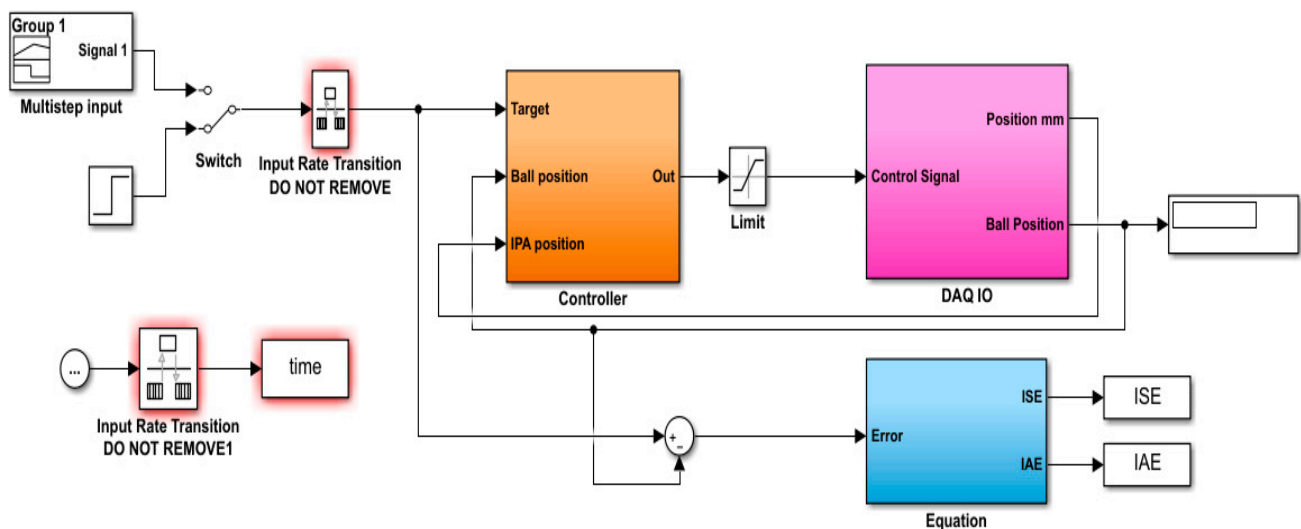 Group 1
Signal 1
Multistep input
Switch
Input Rate Transition
DO NOT REMOVE
Target
Ball position
IPA position
Out
Controller
Limit
Control Signal
Position mm
Ball Position
DAQ IO
...
Input Rate Transition
DO NOT REMOVE1
time
+
-
Error
ISE
IAE
Equation
ISE
IAE